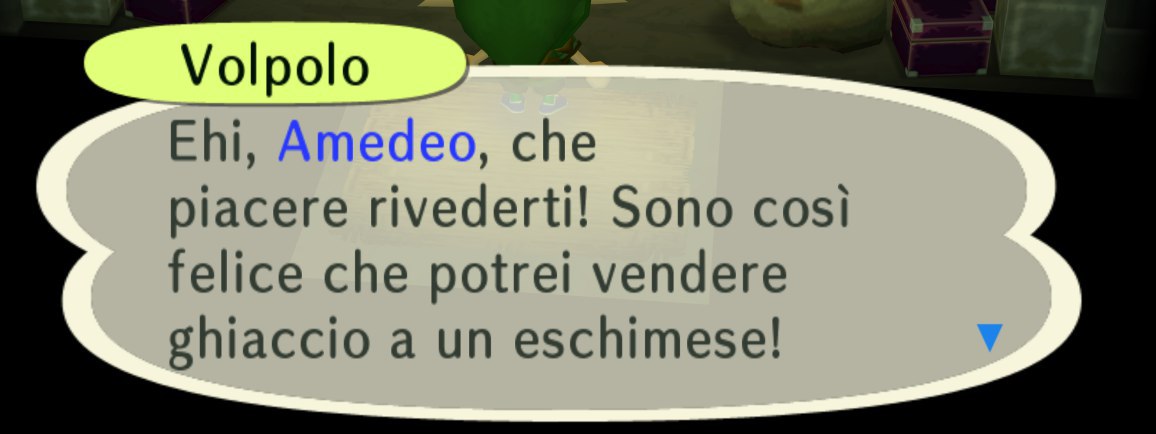 Volpolo
Ehi, Amedeo, che
piacere rivederti! Sono così
felice che potrei vendere
ghiaccio a un eschimese!